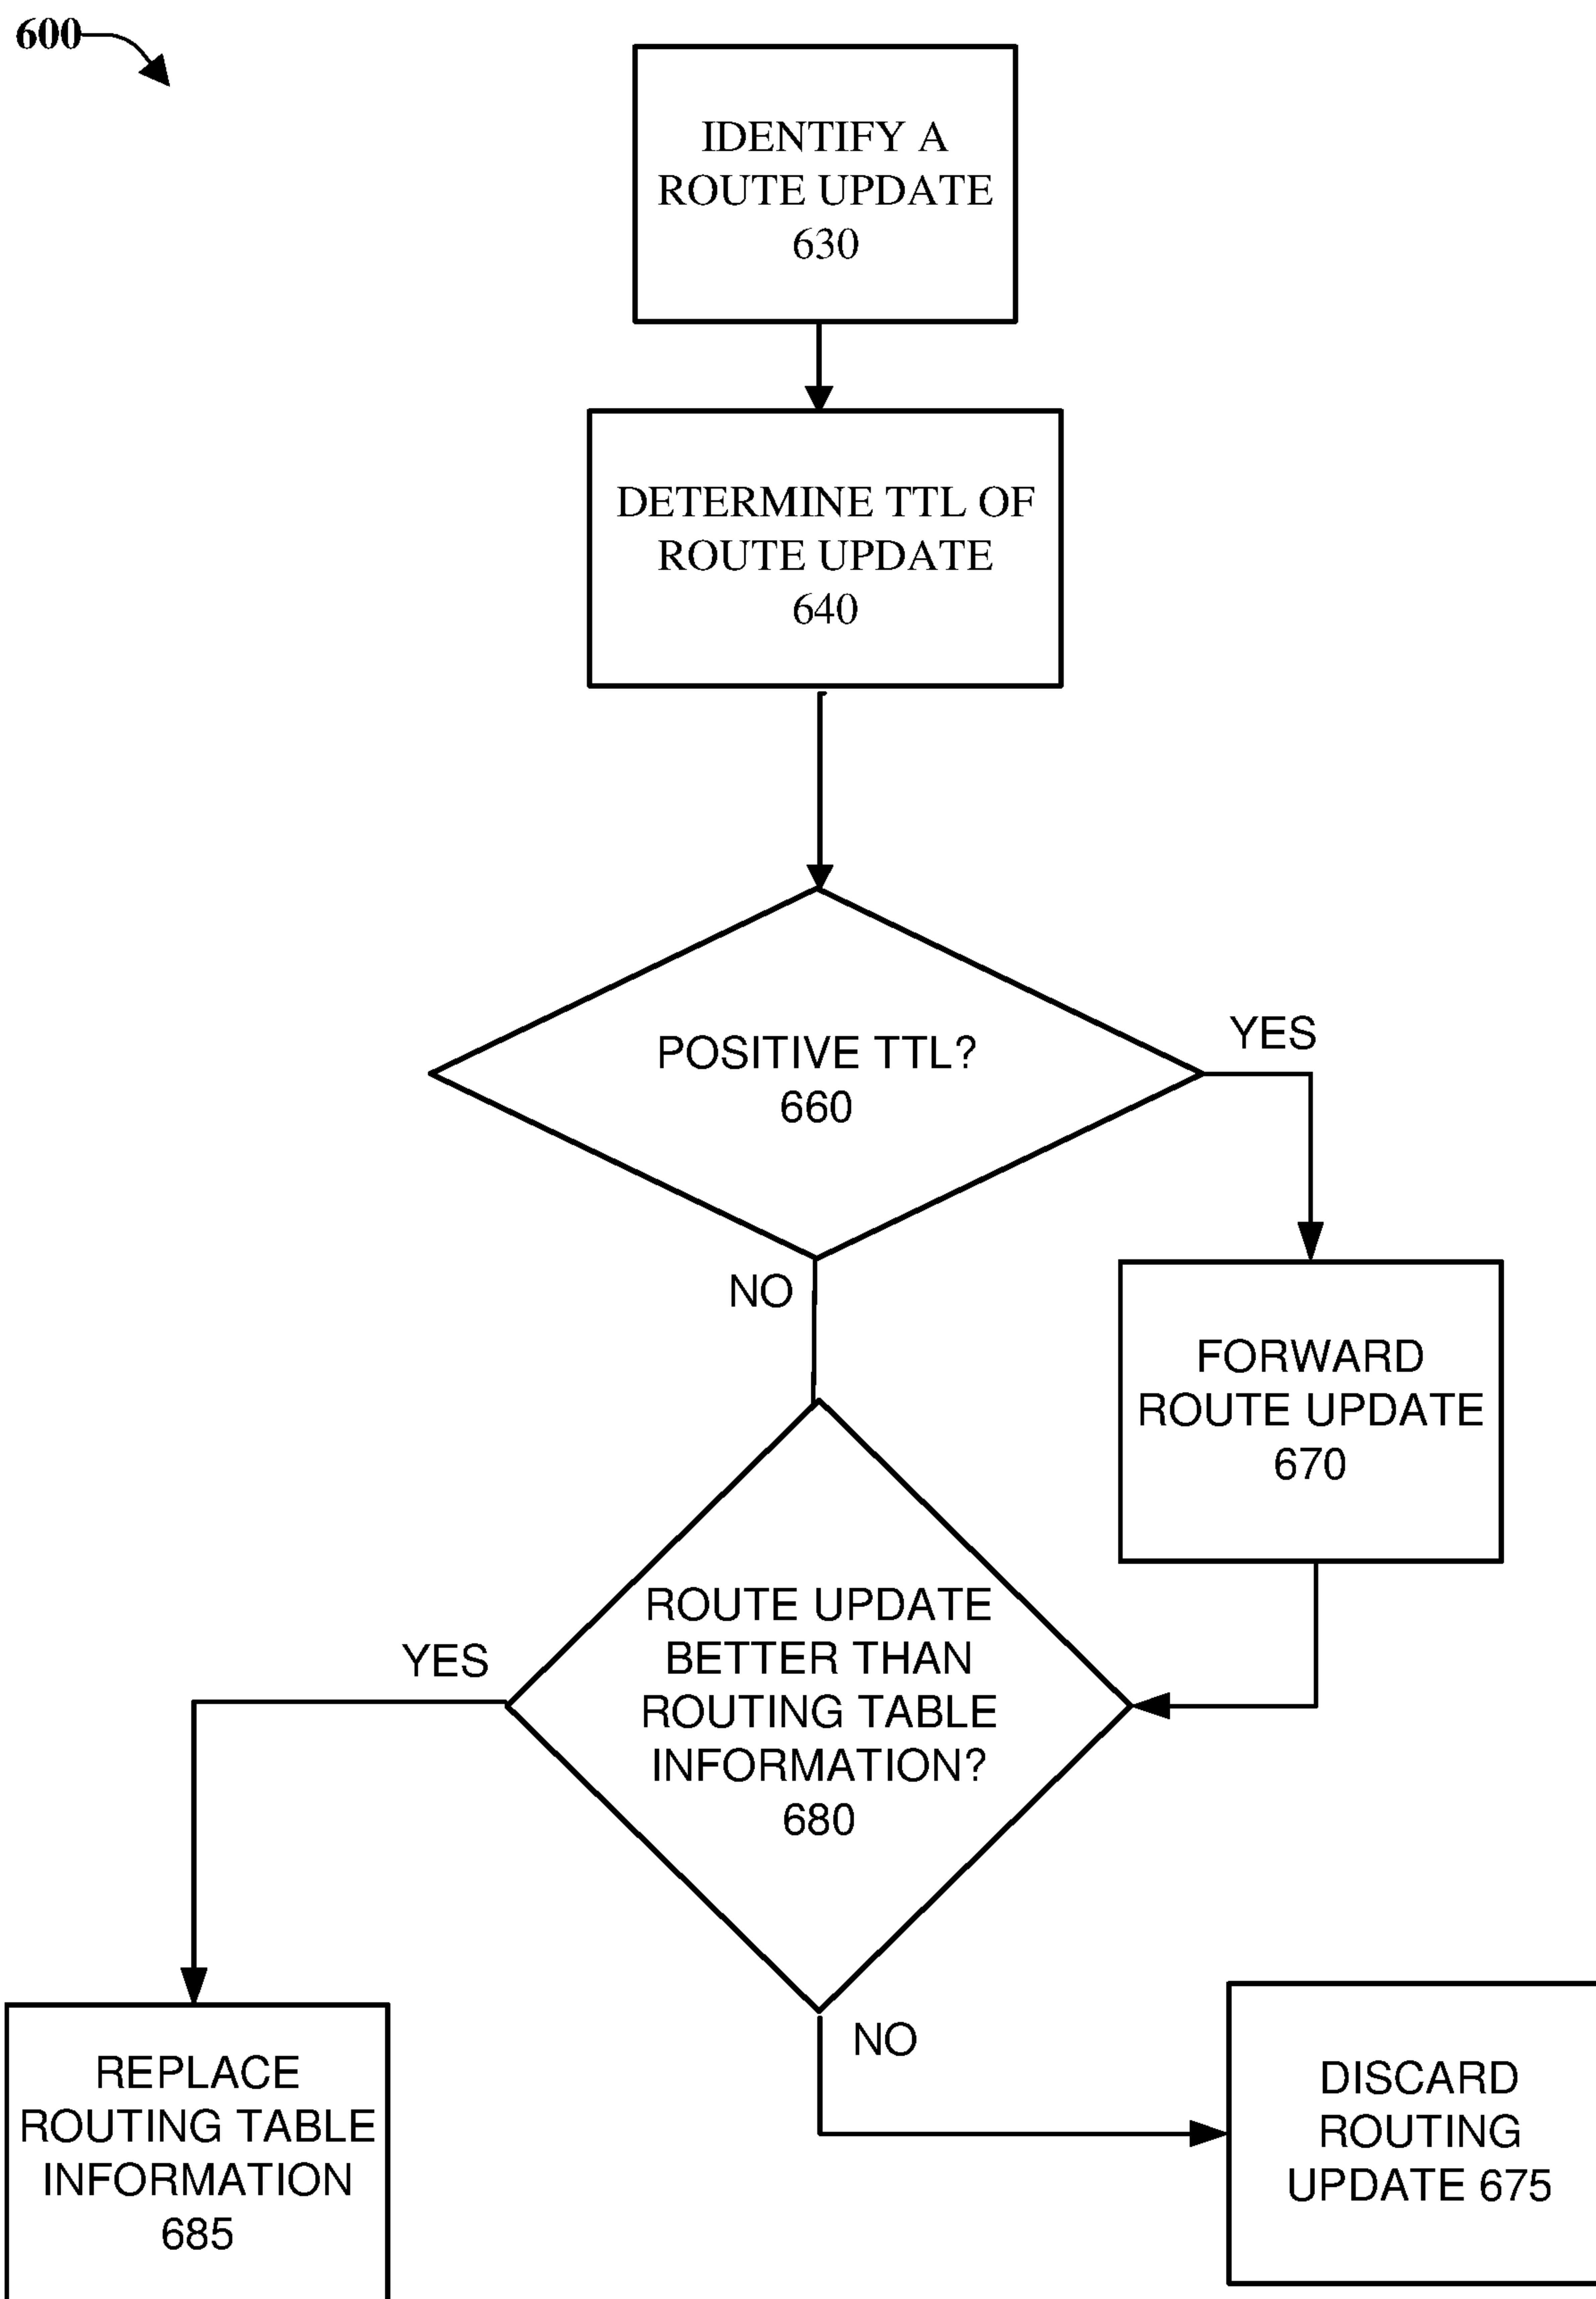 600
IDENTIFY A
ROUTE UPDATE
630
DETERMINE TTL OF
ROUTE UPDATE
640
POSITIVE TTL?
660
YES
NO
FORWARD
ROUTE UPDATE
670
ROUTE UPDATE
BETTER THAN
ROUTING TABLE
INFORMATION?
680
YES
NO
REPLACE
ROUTING TABLE
INFORMATION
685
DISCARD
ROUTING
UPDATE 675